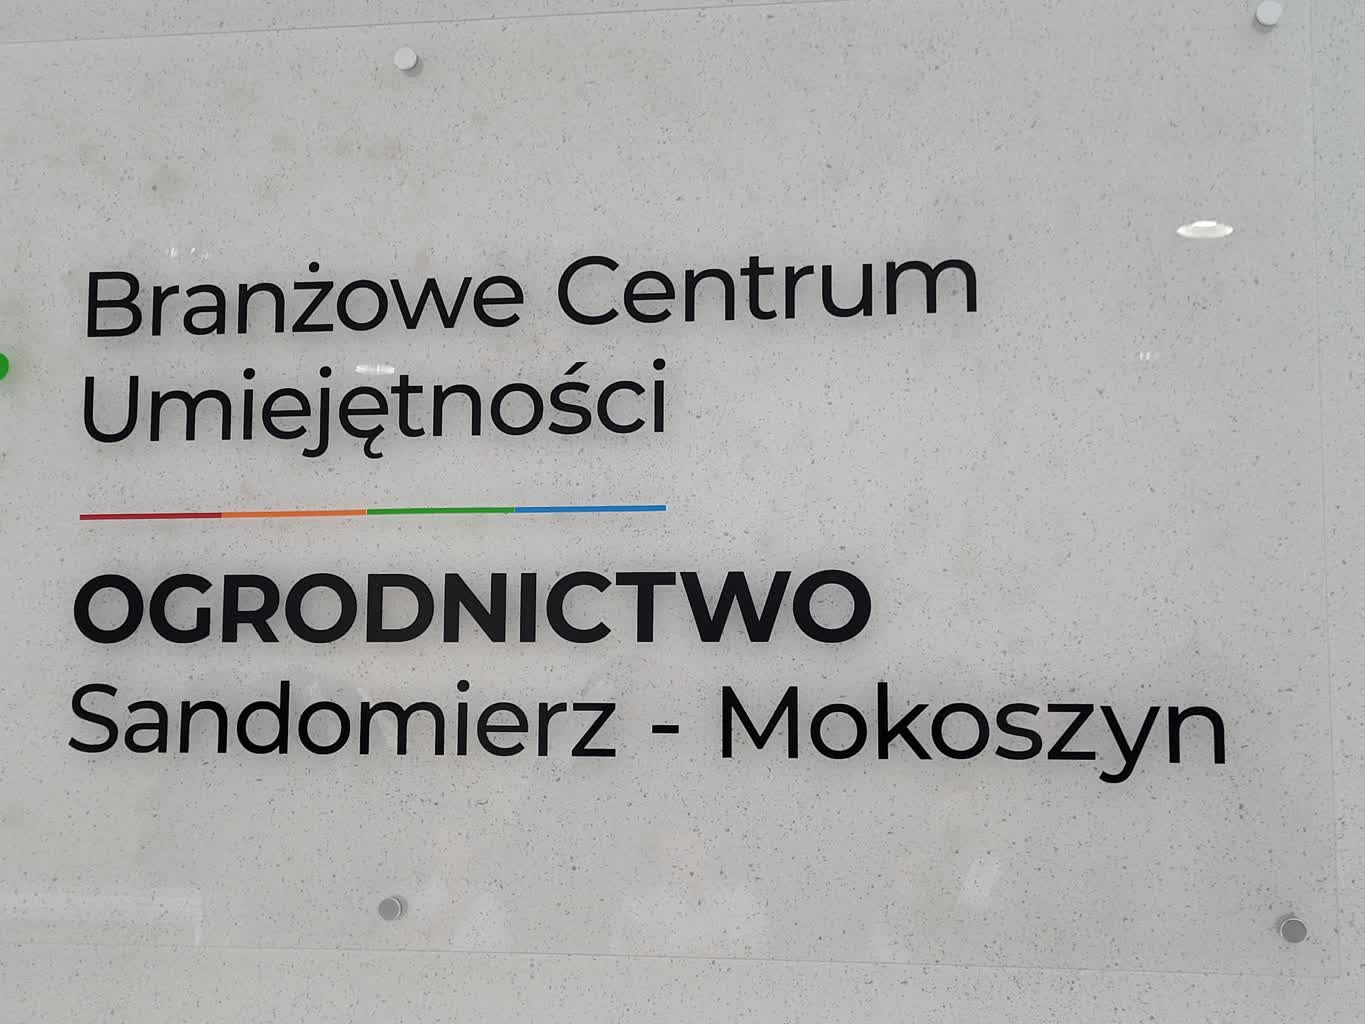 Branżowe Centrum
Umiejętności
OGRODNICTWO
Sandomierz - Mokoszyn